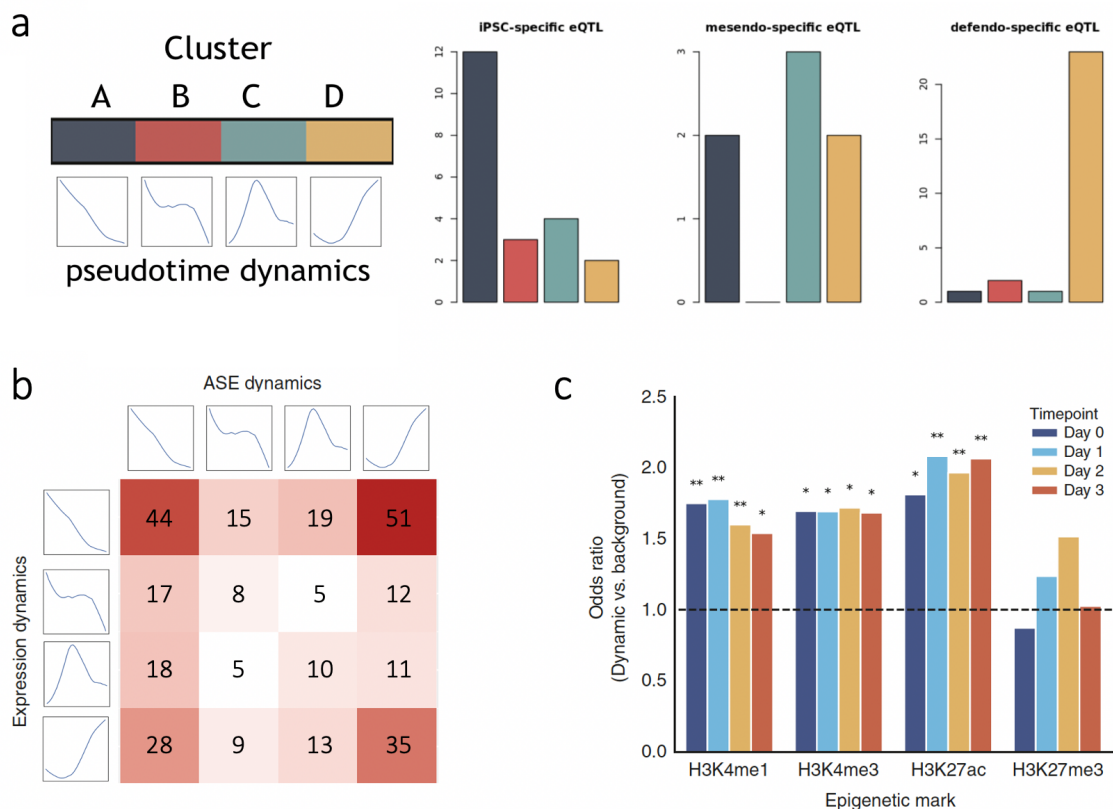 a
Cluster
A B C D
pseudotime dynamics
iPSC-specific eQTL
12
10
8
6
4
2
0
mesendo-specific eQTL
3
2
1
0
defendo-specific eQTL
20
15
10
5
0
b
ASE dynamics
Expression dynamics
44 15 19 51
17 8 5 12
18 5 10 11
28 9 13 35
c
2.5
2.0
1.5
1.0
0.5
0.0
Odds ratio
(Dynamic vs. background)
Timepoint
Day 0
Day 1
Day 2
Day 3
** ** ** *
* * * *
* ** ** **
H3K4me1 H3K4me3 H3K27ac H3K27me3
Epigenetic mark